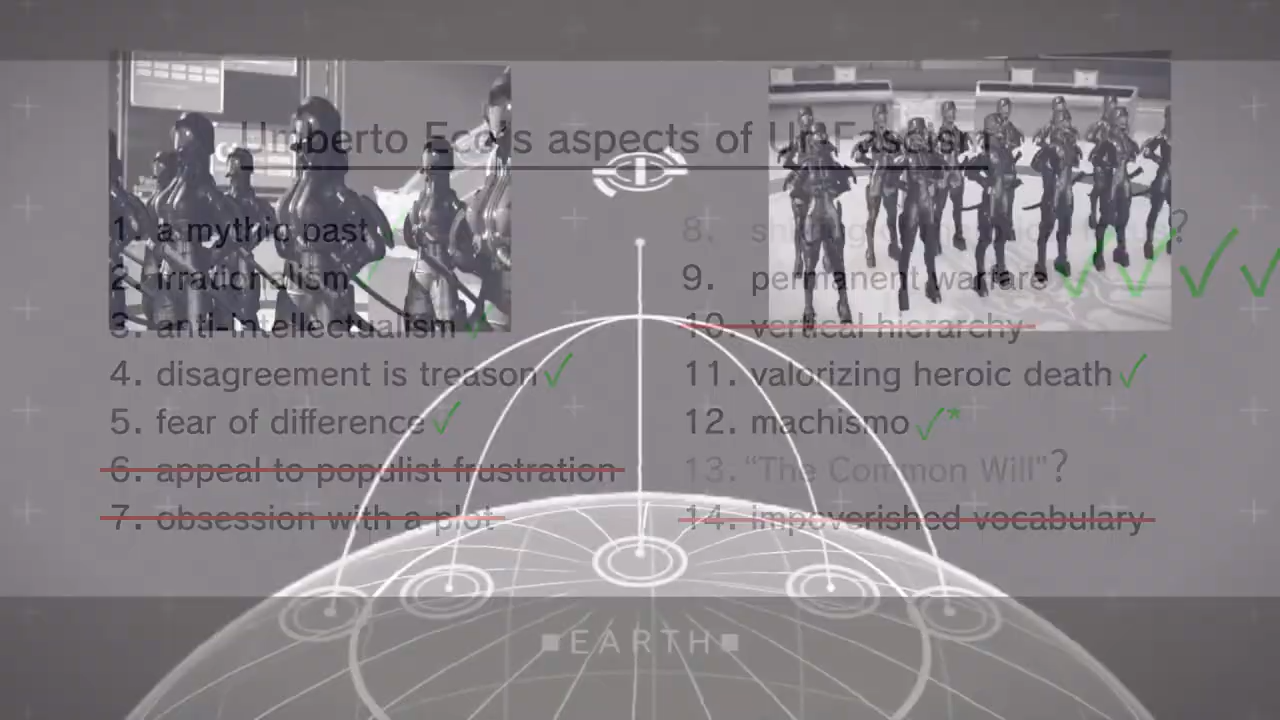 Umberto Eco's aspects of Ur-Fascism
1. a mythic past
2. irrationalism
3. anti-intellectualism
4. disagreement is treason
5. fear of difference
6. appeal to populist frustration
7. obsession with a plot
8. ?
9. permanent warfare
10. vertical hierarchy
11. valorizing heroic death
12. machismo *
13. "The Common Will"?
14. impoverished vocabulary
■EARTH■